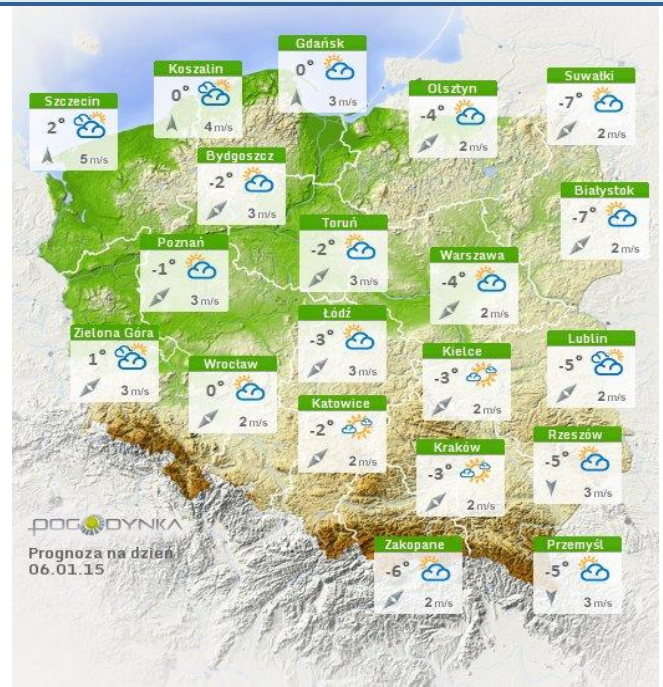 Gdańsk
0°
3 m/s
Koszalin
0°
4 m/s
Szczecin
2°
5 m/s
Olsztyn
-4°
2 m/s
Suwałki
-7°
2 m/s
Bydgoszcz
-2°
3 m/s
Białystok
-7°
2 m/s
Toruń
-2°
3 m/s
Poznań
-1°
3 m/s
Warszawa
-4°
2 m/s
Łódź
-3°
3 m/s
Zielona Góra
1°
3 m/s
Wrocław
0°
2 m/s
Kielce
-3°
2 m/s
Lublin
-5°
2 m/s
Katowice
-2°
2 m/s
Kraków
-3°
2 m/s
Rzeszów
-5°
3 m/s
Zakopane
-6°
2 m/s
Przemyśl
-5°
3 m/s
POGODYNKA
Prognoza na dzień
06.01.15